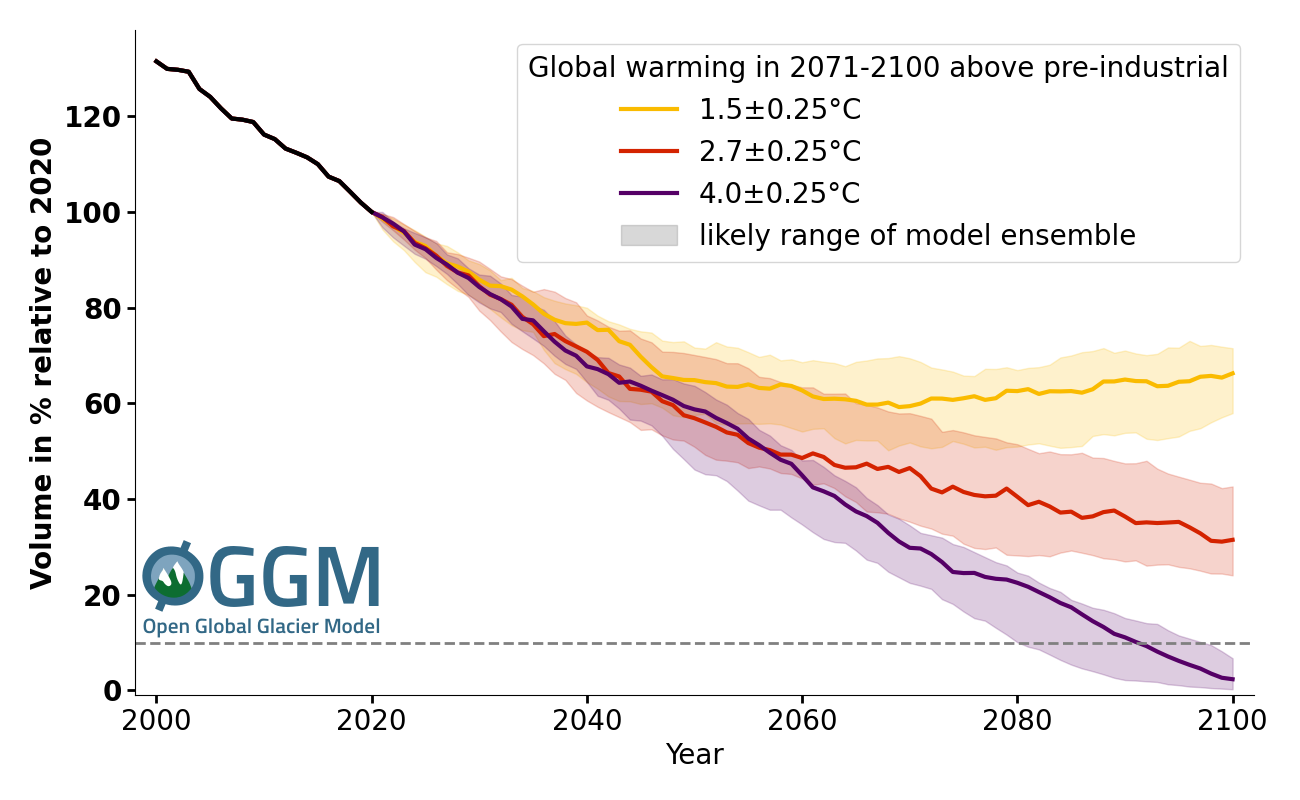 Global warming in 2071-2100 above pre-industrial
1.5±0.25°C
2.7±0.25°C
4.0±0.25°C
likely range of model ensemble
Volume in % relative to 2020
120
100
80
60
40
20
0
OGGM
Open Global Glacier Model
2000
2020
2040
2060
2080
2100
Year